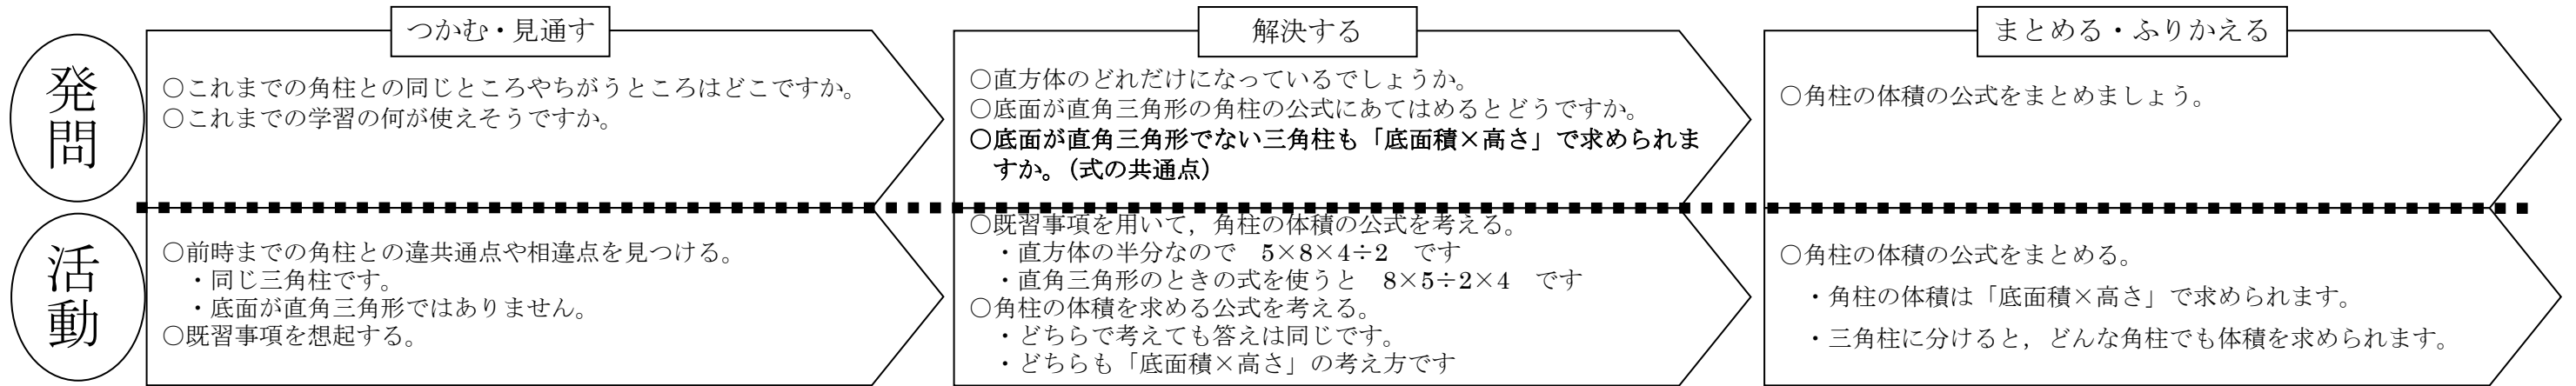 発問
つかむ・見通す
○これまでの角柱との同じところやちがうところはどこですか。
○これまでの学習の何が使えそうですか。
解決する
○直方体のどれだけになっているでしょうか。
○底面が直角三角形の角柱の公式にあてはめるとどうですか。
○底面が直角三角形でない三角柱も「底面積×高さ」で求められま
すか。（式の共通点）
まとめる・ふりかえる
○角柱の体積の公式をまとめましょう。
活動
○前時までの角柱との違共通点や相違点を見つける。
・同じ三角柱です。
・底面が直角三角形ではありません。
○既習事項を想起する。
○既習事項を用いて，角柱の体積の公式を考える。
・直方体の半分なので　5×8×4÷2　です
・直角三角形のときの式を使うと　8×5÷2×4　です
○角柱の体積を求める公式を考える。
・どちらで考えても答えは同じです。
・どちらも「底面積×高さ」の考え方です
○角柱の体積の公式をまとめる。
・角柱の体積は「底面積×高さ」で求められます。
・三角柱に分けると，どんな角柱でも体積を求められます。